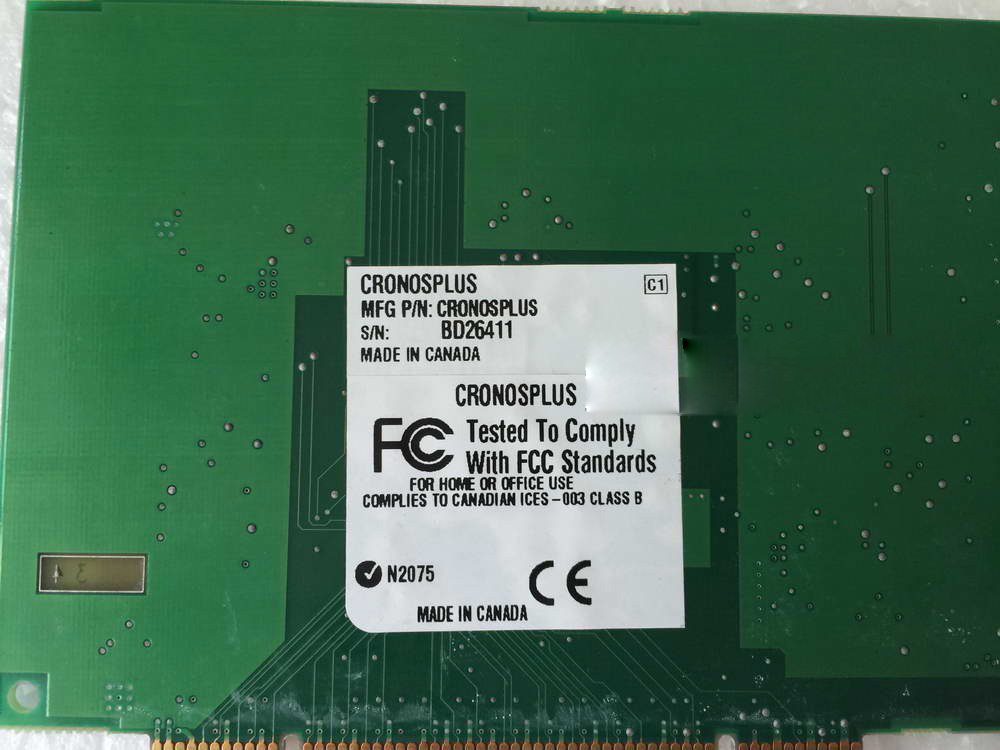 CRONOSPLUS
C1
MFG P/N: CRONOSPLUS
S/N: BD26411
MADE IN CANADA
CRONOSPLUS
FC Tested To Comply
With FCC Standards
FOR HOME OR OFFICE USE
COMPLIES TO CANADIAN ICES-003 CLASS B
N2075
CE
MADE IN CANADA